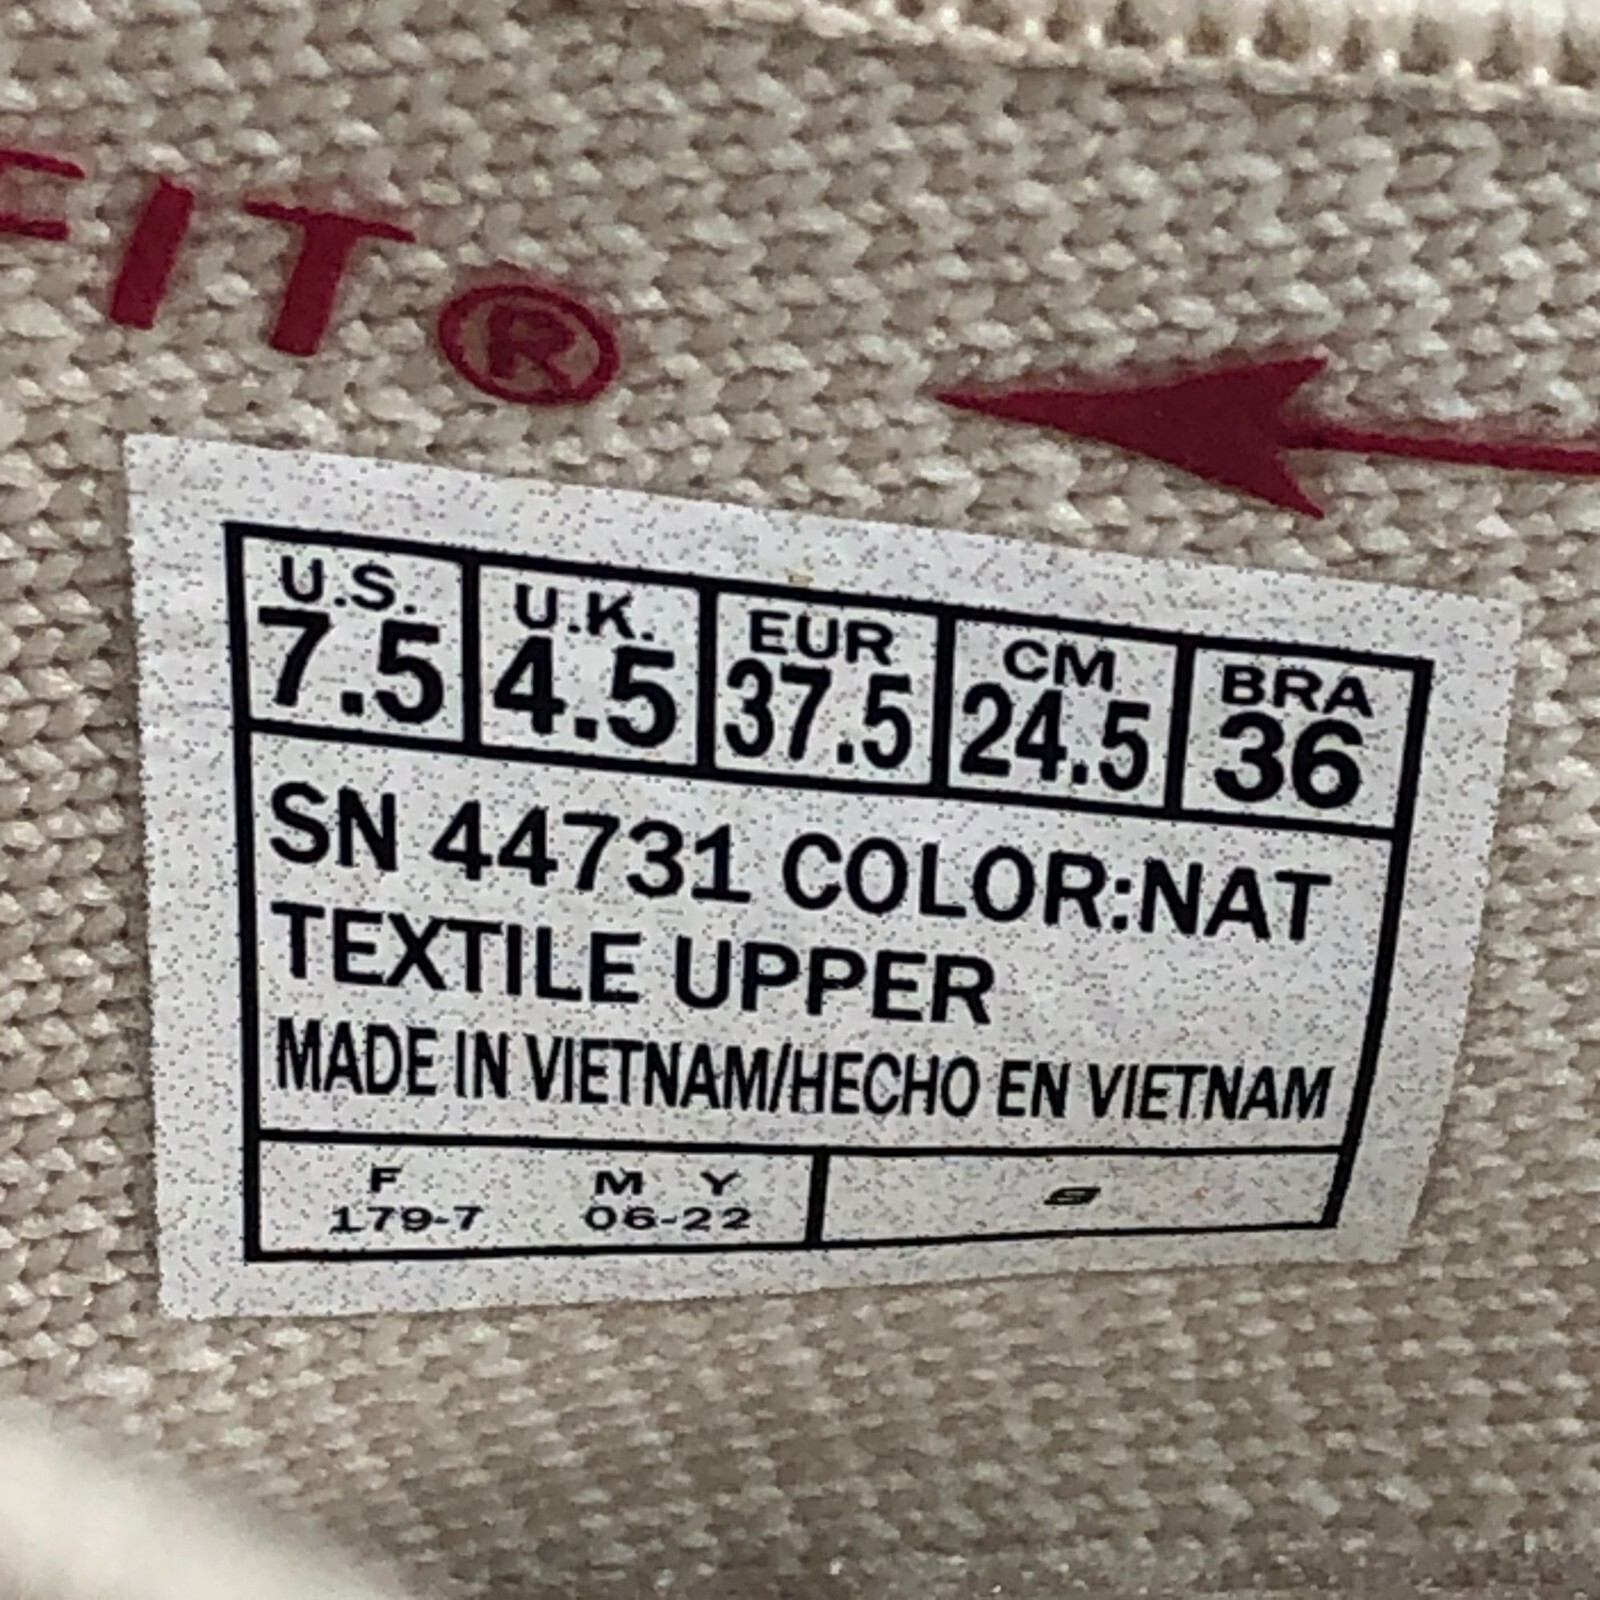 FIT®
U.S. U.K. EUR CM BRA
7.5 4.5 37.5 24.5 36
SN 44731 COLOR:NAT
TEXTILE UPPER
MADE IN VIETNAM/HECHO EN VIETNAM
F M Y
179-7 06-22